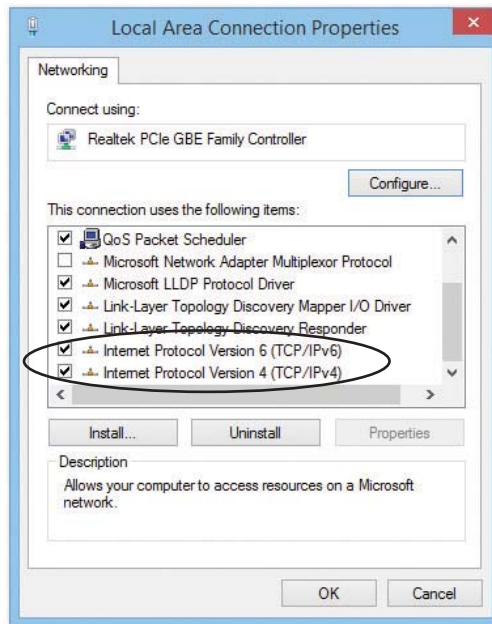 Local Area Connection Properties
Networking
Connect using:
Realtek PCIe GBE Family Controller
Configure...
This connection uses the following items:
QoS Packet Scheduler
Microsoft Network Adapter Multiplexor Protocol
Microsoft LLDP Protocol Driver
Link-Layer Topology Discovery Mapper I/O Driver
Link-Layer Topology Discovery Responder
Internet Protocol Version 6 (TCP/IPv6)
Internet Protocol Version 4 (TCP/IPv4)
Install...
Uninstall
Properties
Description
Allows your computer to access resources on a Microsoft
network.
OK
Cancel